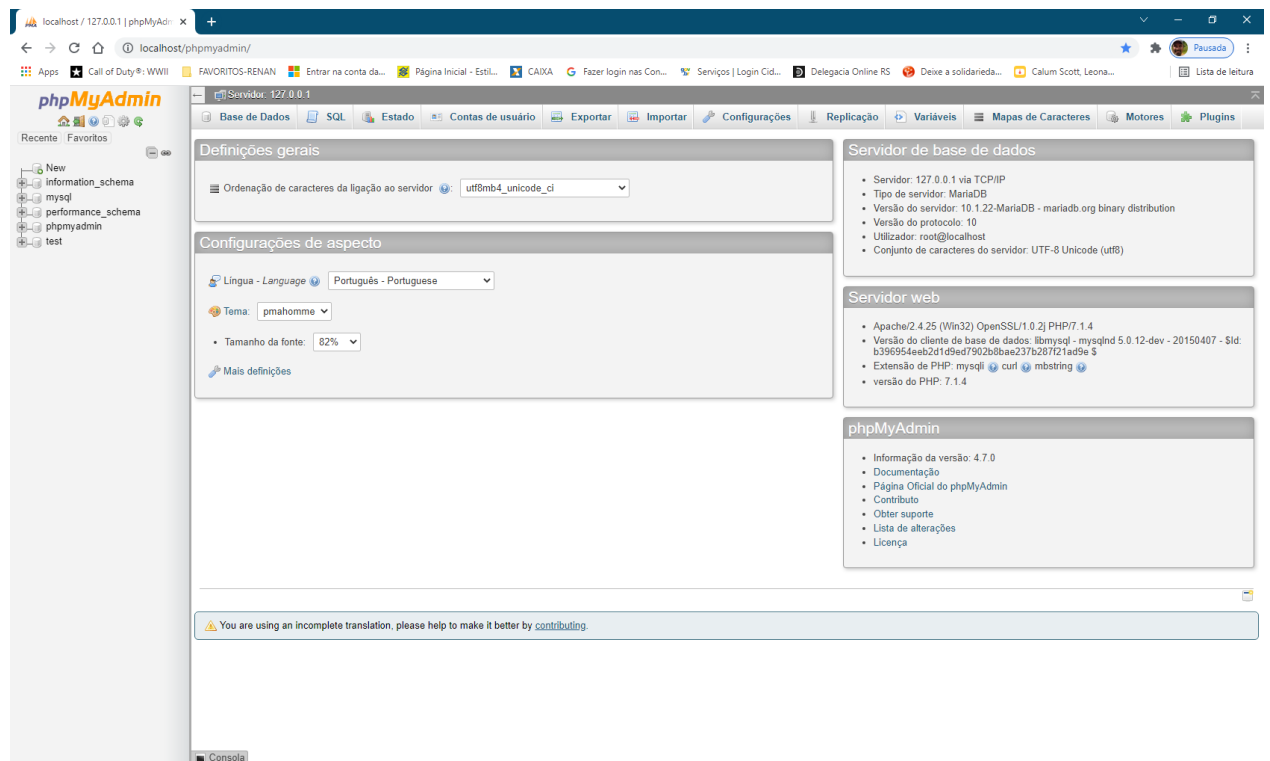 localhost / 127.0.0.1 | phpMyAdn
localhost/phpmyadmin/
Pausada
Apps Call of Duty®: WWII FAVORITOS-RENAN Entrar na conta da... Página Inicial - Estil... CAIXA Fazer login nas Con... Serviços | Login Cid... Delegacia Online RS Deixe a solidarieda... Calum Scott, Leona... Lista de leitura
phpMyAdmin
Recente Favoritos
New
information_schema
mysql
performance_schema
phpmyadmin
test
Servidor: 127.0.0.1
Base de Dados SQL Estado Contas de usuário Exportar Importar Configurações Replicação Variáveis Mapas de Caracteres Motores Plugins
Definições gerais
Ordenação de caracteres da ligação ao servidor : utf8mb4_unicode_ci
Configurações de aspecto
Língua - Language Português - Portuguese
Tema: pmahomme
• Tamanho da fonte: 82%
Mais definições
Servidor de base de dados
• Servidor: 127.0.0.1 via TCP/IP
• Tipo de servidor: MariaDB
• Versão do servidor: 10.1.22-MariaDB - mariadb.org binary distribution
• Versão do protocolo: 10
• Utilizador: root@localhost
• Conjunto de caracteres do servidor: UTF-8 Unicode (utf8)
Servidor web
• Apache/2.4.25 (Win32) OpenSSL/1.0.2j PHP/7.1.4
• Versão do cliente de base de dados: libmysql - mysqlnd 5.0.12-dev - 20150407 - $Id:
b396954eeb2d1d9ed7902b8bae237b287f21ad9e $
• Extensão de PHP: mysqli curl mbstring
• versão do PHP: 7.1.4
phpMyAdmin
• Informação da versão: 4.7.0
• Documentação
• Página Oficial do phpMyAdmin
• Contributo
• Obter suporte
• Lista de alterações
• Licença
You are using an incomplete translation, please help to make it better by contributing.
Consola